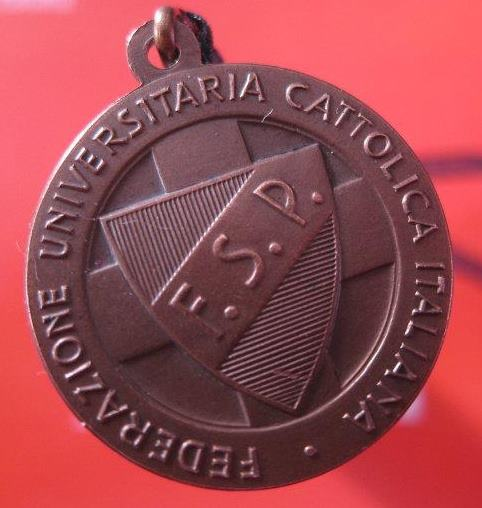 FEDERAZIONE UNIVERSITARIA CATTOLICA ITALIANA •
F.S.P.